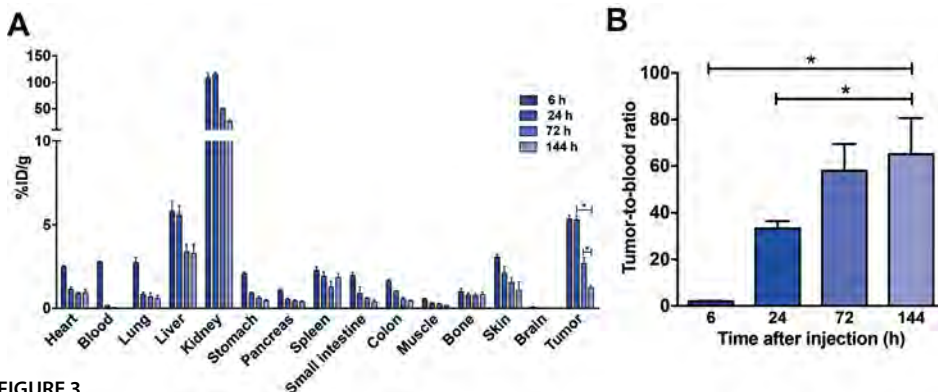 A
150
100
50
10
5
0
%ID/g
6 h
24 h
72 h
144 h
*
*
Heart
Blood
Lung
Liver
Kidney
Stomach
Pancreas
Spleen
Small intestine
Colon
Muscle
Bone
Skin
Brain
Tumor
B
*
*
100
80
60
40
20
0
Tumor-to-blood ratio
6 24 72 144
Time after injection (h)
FIGURE 3